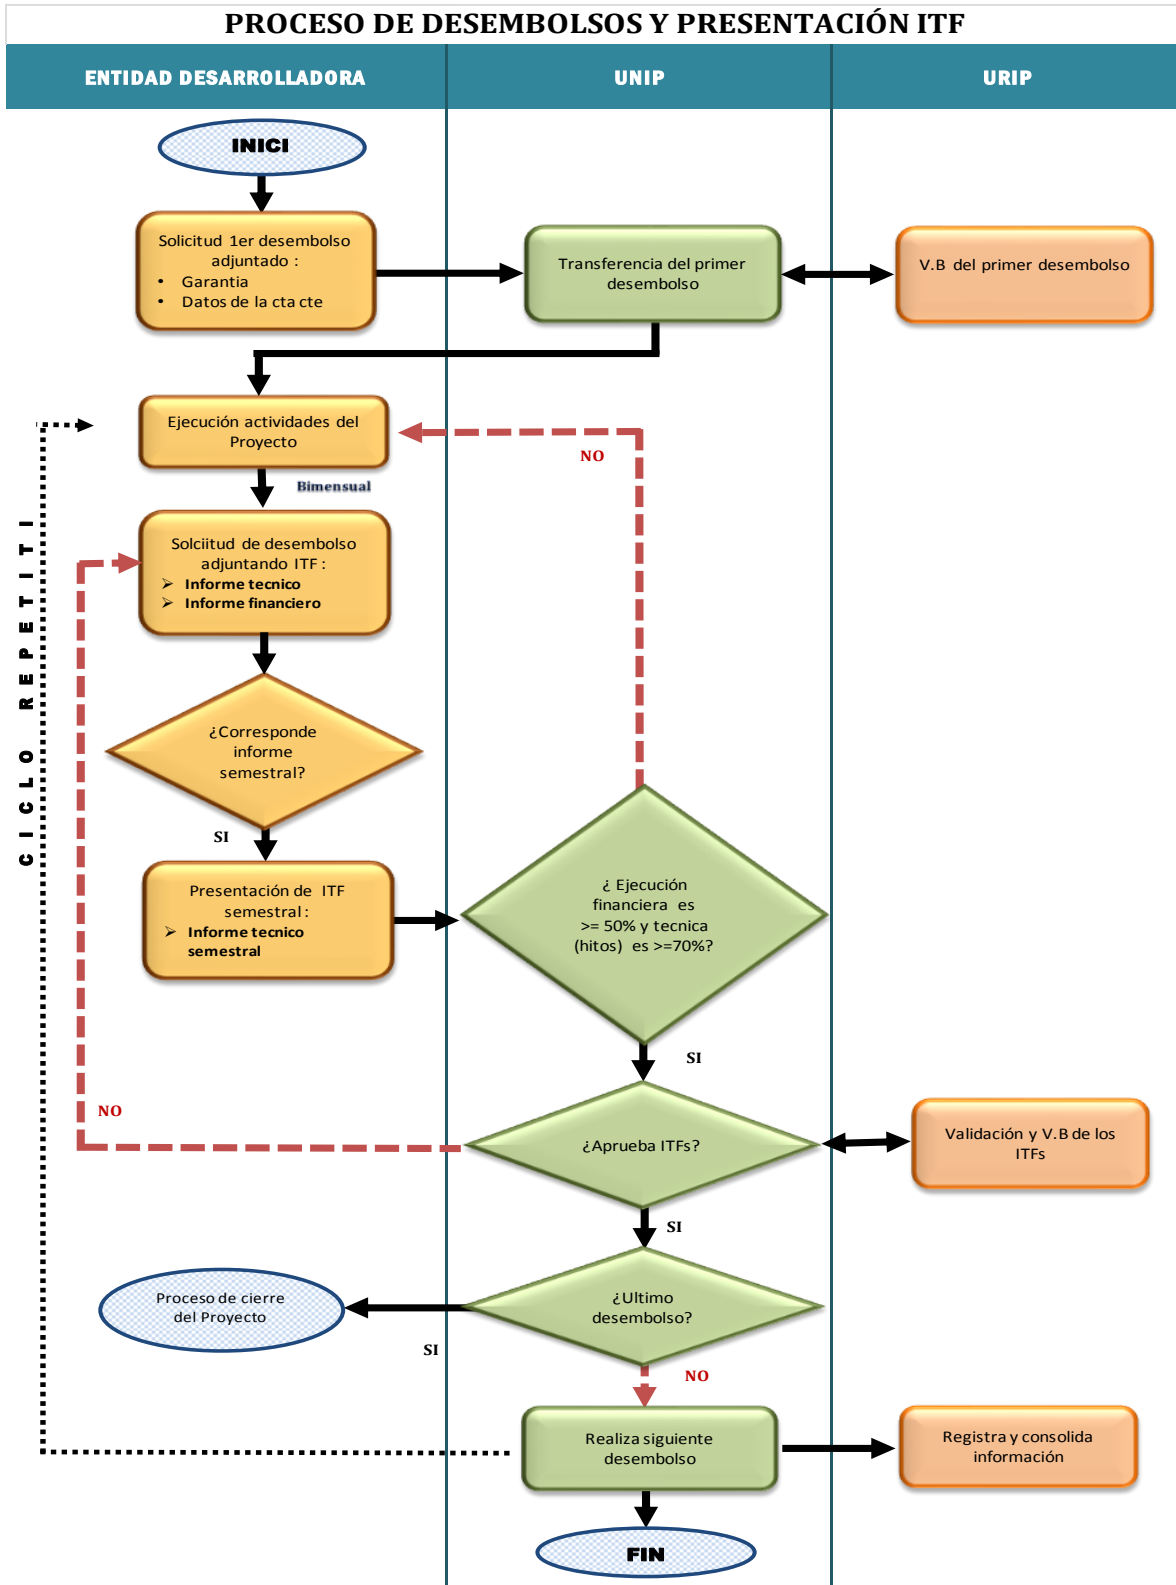 PROCESO DE DESEMBOLSOS Y PRESENTACIÓN ITF
ENTIDAD DESARROLLADORA
UNIP
URIP
INICI
Solicitud 1er desembolso
adjuntado :
• Garantia
• Datos de la cta cte
Transferencia del primer
desembolso
V.B del primer desembolso
Ejecución actividades del
Proyecto
NO
Bimensual
Solciitud de desembolso
adjuntando ITF :
➢ Informe tecnico
➢ Informe financiero
CICLO REPETITI
¿Corresponde
informe
semestral?
SI
Presentación de ITF
semestral :
➢ Informe tecnico
semestral
¿ Ejecución
financiera es
>= 50% y tecnica
(hitos) es >=70%?
SI
NO
¿Aprueba ITFs?
Validación y V.B de los
ITFs
SI
Proceso de cierre
del Proyecto
¿Ultimo
desembolso?
SI
NO
Realiza siguiente
desembolso
Registra y consolida
información
FIN